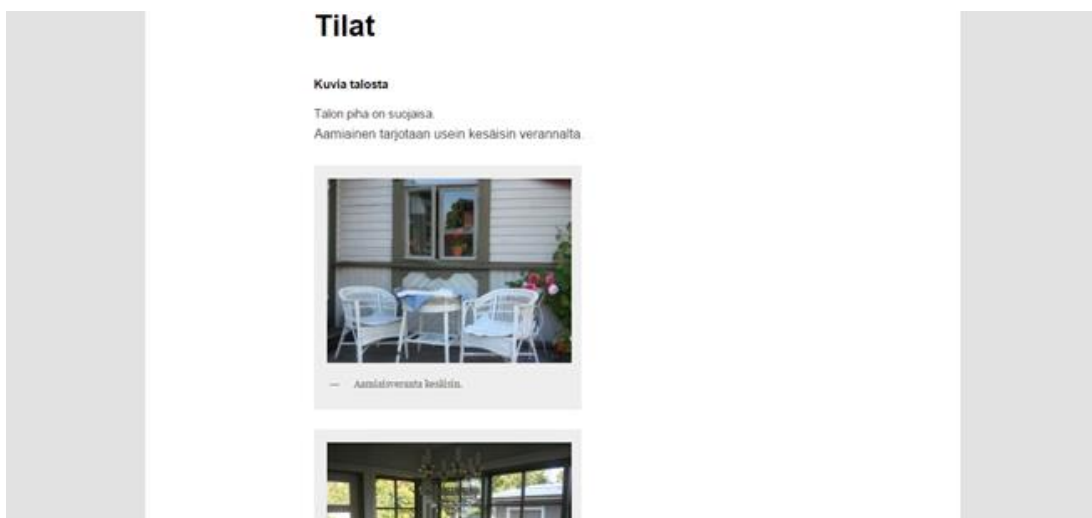 Tilat
Kuvia talosta
Talon piha on suojaisa.
Aamiainen tarjotaan usein kesäisin verannalta.
— Aamiaisveranta kesäisin.